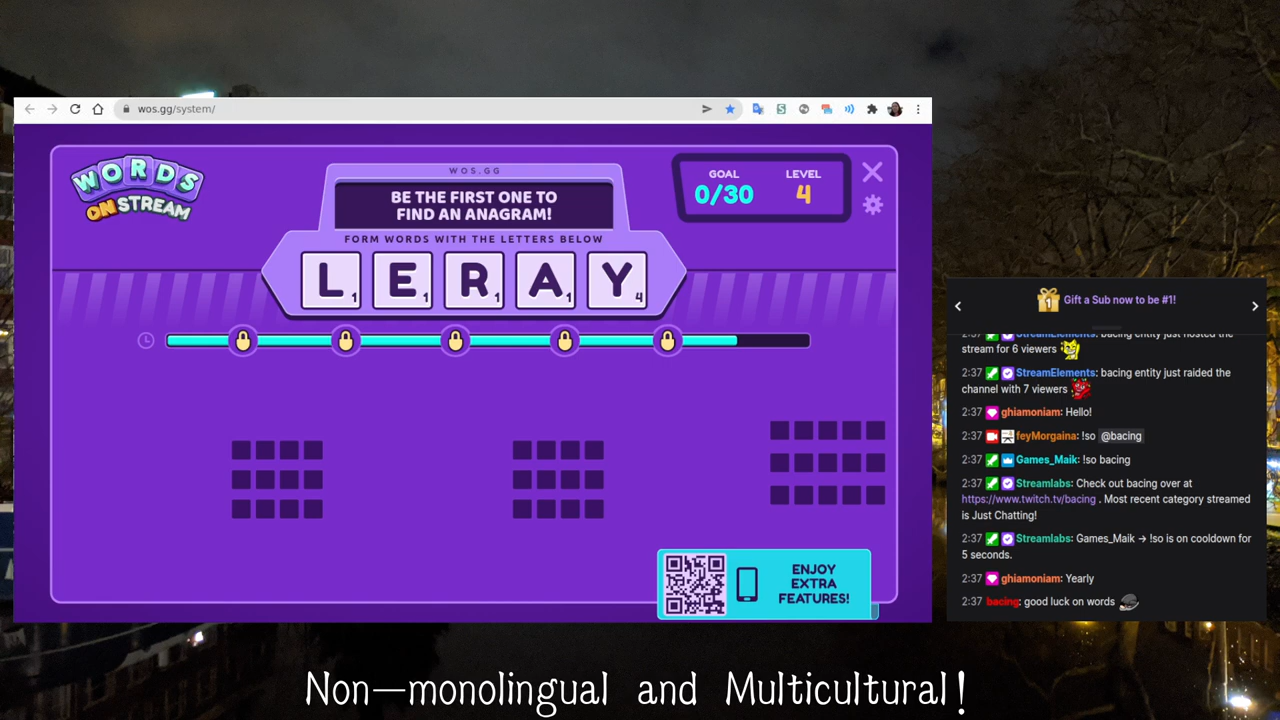 wos.gg/system/
WORDS
ON STREAM
WOS.GG
BE THE FIRST ONE TO
FIND AN ANAGRAM!
GOAL
0/30
LEVEL
4
FORM WORDS WITH THE LETTERS BELOW
L 1 E 1 R 1 A 1 Y 4
ENJOY
EXTRA
FEATURES!
1 Gift a Sub now to be #1!
2:37 StreamElements: bacing entity just hosted the
stream for 6 viewers
2:37 StreamElements: bacing entity just raided the
channel with 7 viewers
2:37 ghiamoniam: Hello!
2:37 feyMorgaina: !so @bacing
2:37 Games_Maik: !so bacing
2:37 Streamlabs: Check out bacing over at
https://www.twitch.tv/bacing . Most recent category streamed
is Just Chatting!
2:37 Streamlabs: Games_Maik -> !so is on cooldown for
5 seconds.
2:37 ghiamoniam: Yearly
2:37 bacing: good luck on words
Non-monolingual and Multicultural!